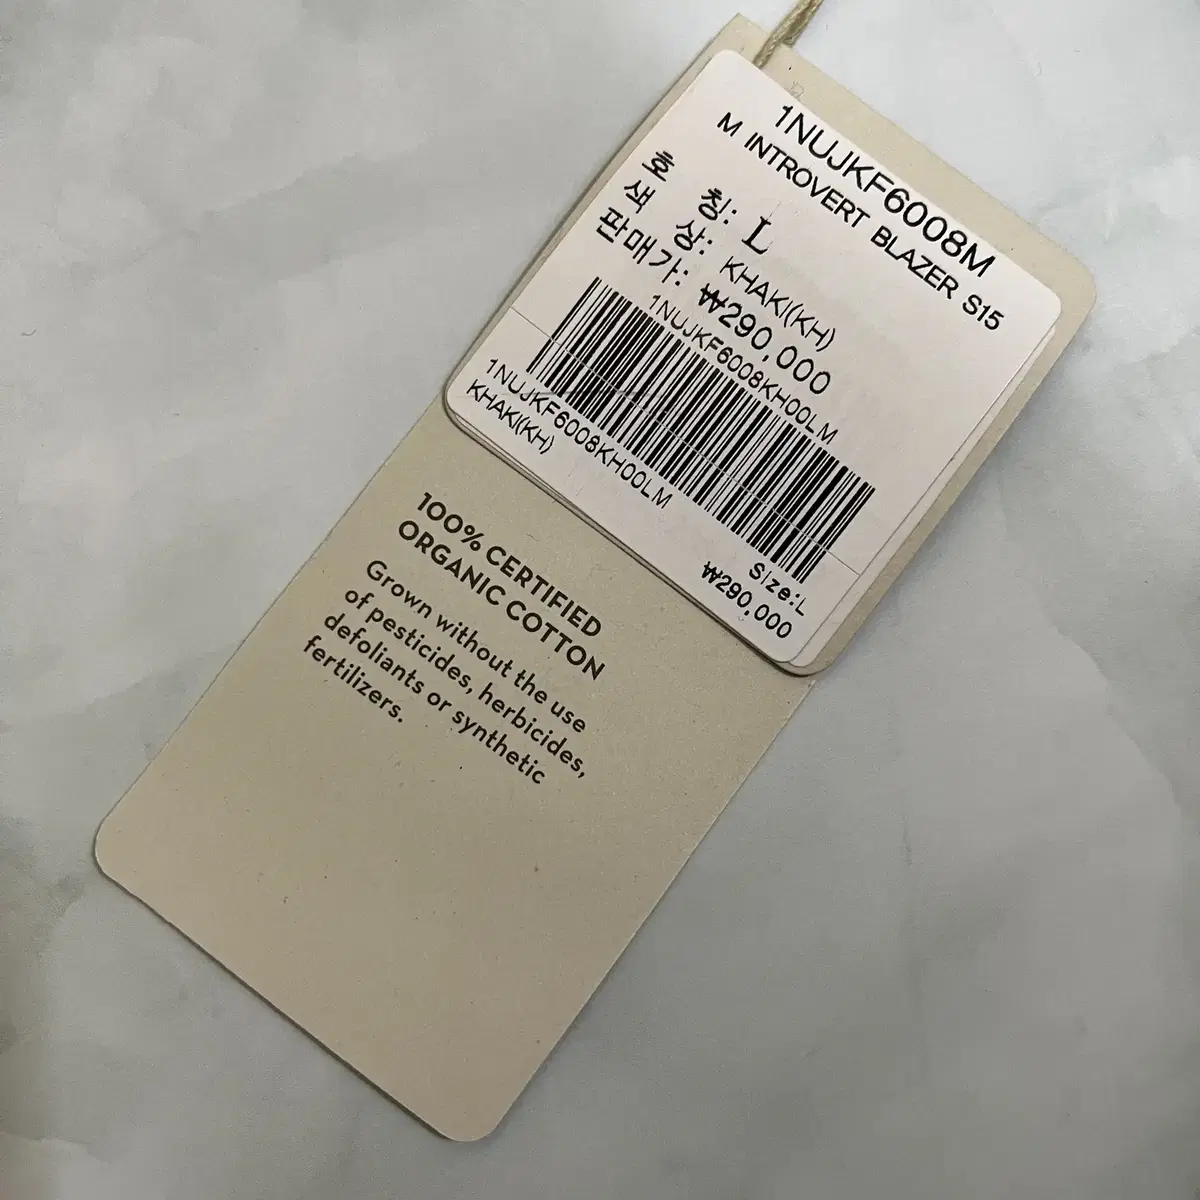 1NUJKF6008M
M INTROVERT BLAZER S15
호 칭: L
색 상: KHAKI(KH)
판매가: ₩290,000
1NUJKF6008KH00LM
1NUJKF6008KH00LM
KHAKI(KH)
Size:L
₩290,000
100% CERTIFIED
ORGANIC COTTON
Grown without the use
of pesticides, herbicides,
defoliants or synthetic
fertilizers.